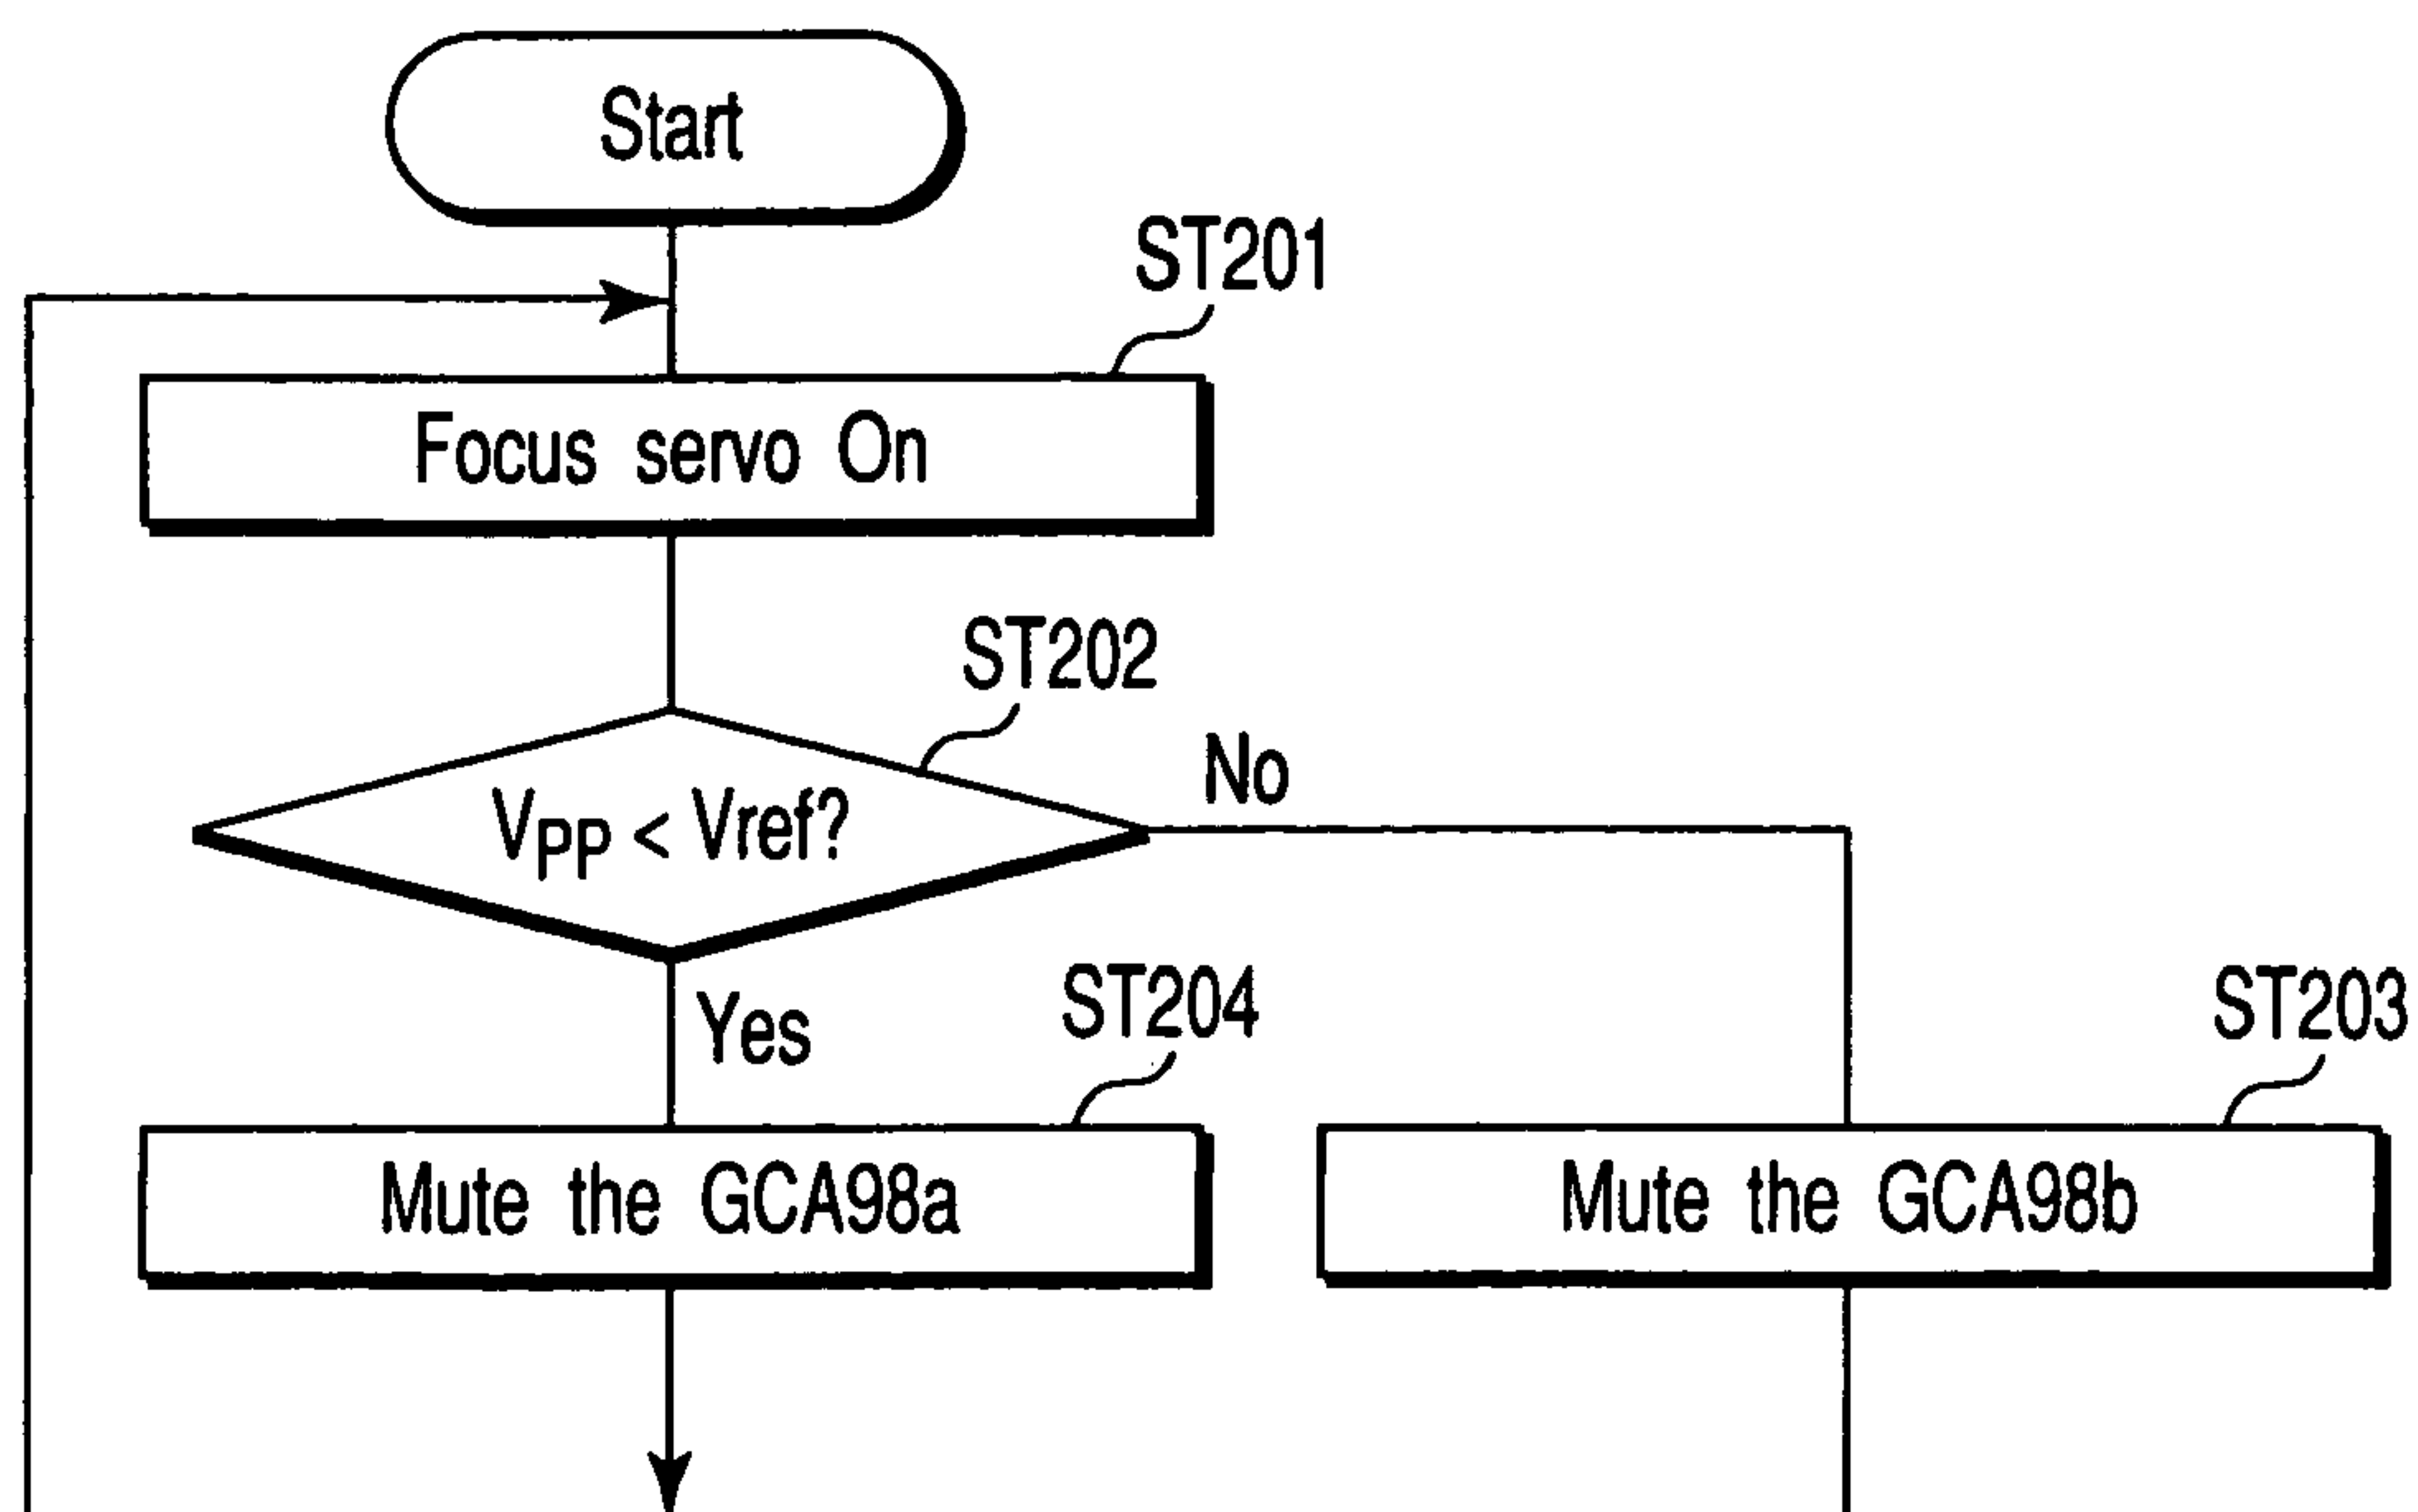 Start
ST201
Focus servo On
ST202
VPP < Vref?
No
Yes
ST204
ST203
Mute the GCA98a
Mute the GCA98b